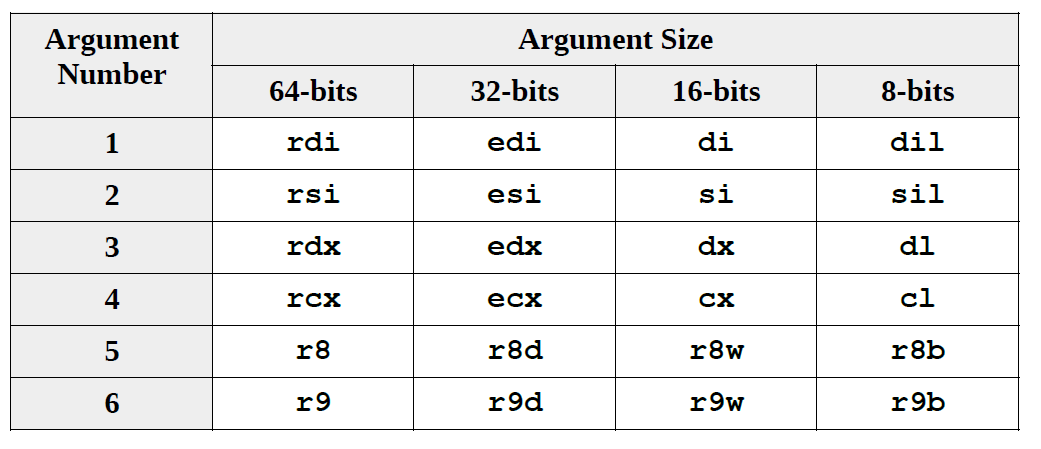 Argument Number
Argument Size
64-bits 32-bits 16-bits 8-bits
1 rdi edi di dil
2 rsi esi si sil
3 rdx edx dx dl
4 rcx ecx cx cl
5 r8 r8d r8w r8b
6 r9 r9d r9w r9b